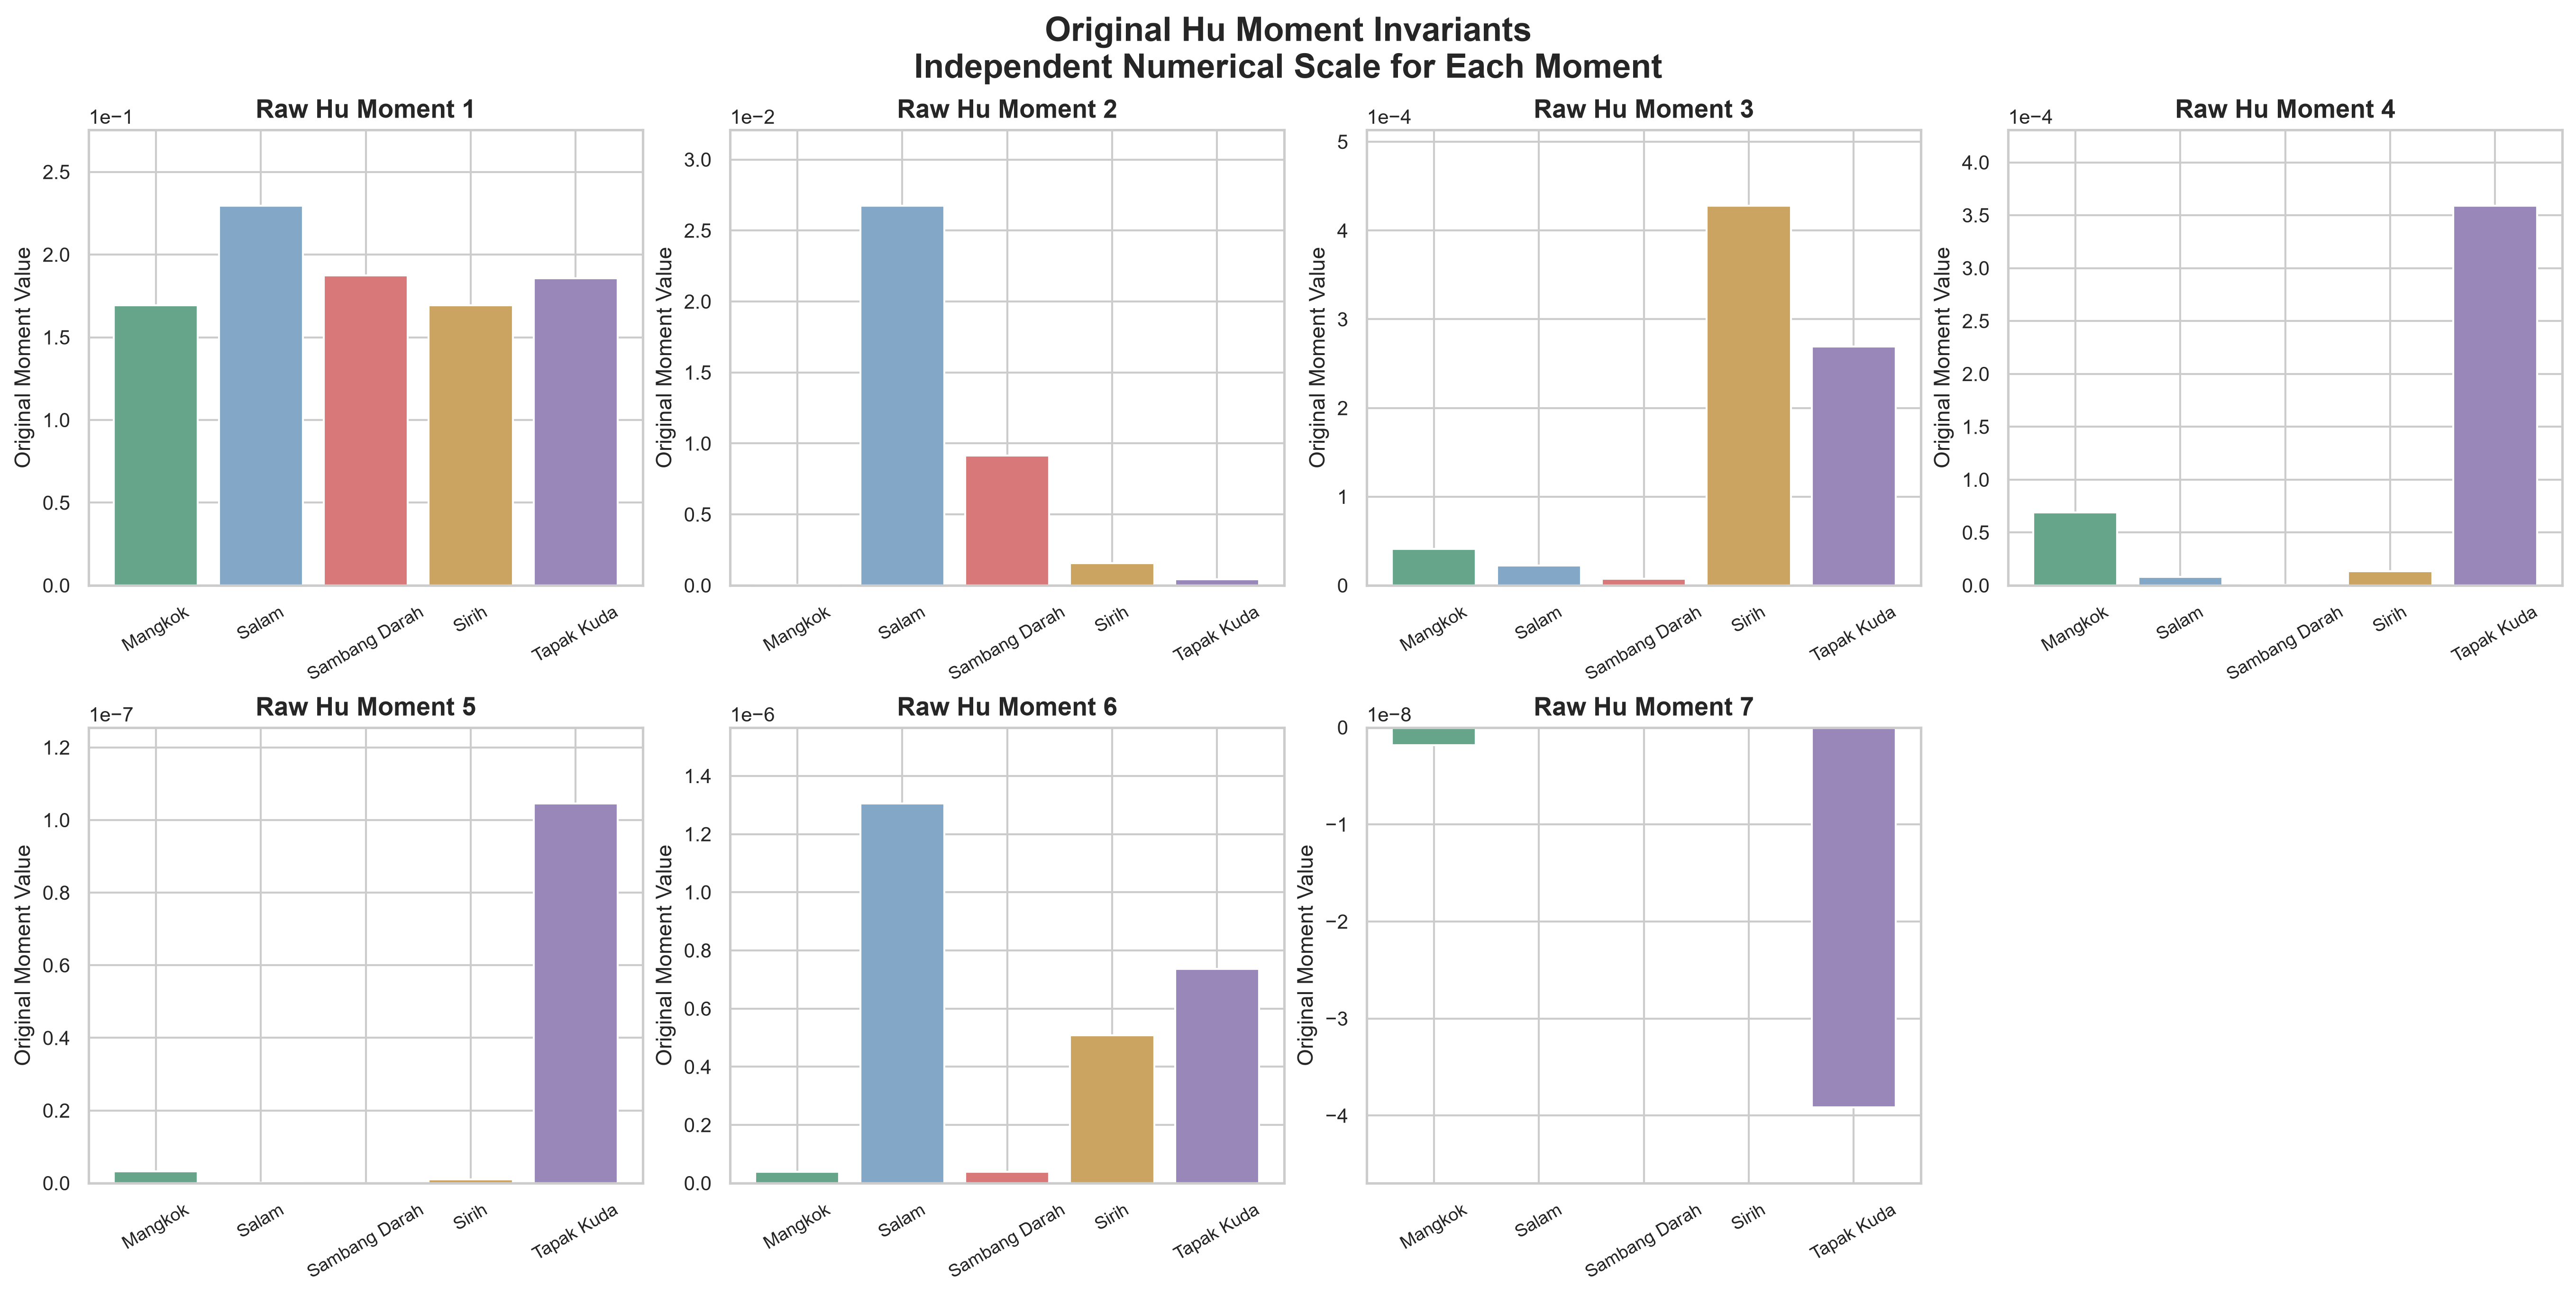 Original Hu Moment Invariants
Independent Numerical Scale for Each Moment
Raw Hu Moment 1
1e−1
2.5
2.0
1.5
1.0
0.5
0.0
Original Moment Value
Mangkok
Salam
Sambang Darah
Sirih
Tapak Kuda
Raw Hu Moment 2
1e−2
3.0
2.5
2.0
1.5
1.0
0.5
0.0
Original Moment Value
Mangkok
Salam
Sambang Darah
Sirih
Tapak Kuda
Raw Hu Moment 3
1e−4
5
4
3
2
1
0
Original Moment Value
Mangkok
Salam
Sambang Darah
Sirih
Tapak Kuda
Raw Hu Moment 4
1e−4
4.0
3.5
3.0
2.5
2.0
1.5
1.0
0.5
0.0
Original Moment Value
Mangkok
Salam
Sambang Darah
Sirih
Tapak Kuda
Raw Hu Moment 5
1e−7
1.2
1.0
0.8
0.6
0.4
0.2
0.0
Original Moment Value
Mangkok
Salam
Sambang Darah
Sirih
Tapak Kuda
Raw Hu Moment 6
1e−6
1.4
1.2
1.0
0.8
0.6
0.4
0.2
0.0
Original Moment Value
Mangkok
Salam
Sambang Darah
Sirih
Tapak Kuda
Raw Hu Moment 7
1e−8
0
−1
−2
−3
−4
Original Moment Value
Mangkok
Salam
Sambang Darah
Sirih
Tapak Kuda